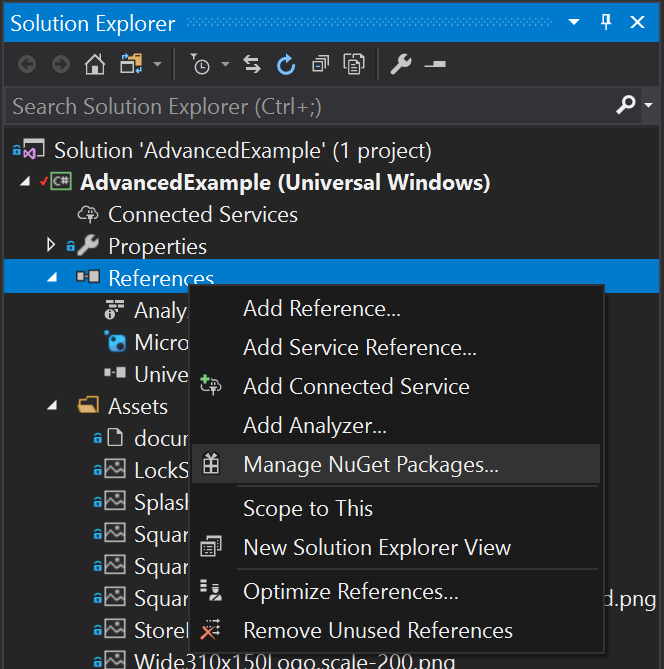 Solution Explorer
Search Solution Explorer (Ctrl+;)
Solution 'AdvancedExample' (1 project)
C# AdvancedExample (Universal Windows)
Connected Services
Properties
References
Analy
Micro
Unive
Assets
docu
LockS
Splas
Squar
Squar
Squar d.png
Store
Wide310x150Logo.scale-200.png
Add Reference...
Add Service Reference...
Add Connected Service
Add Analyzer...
Manage NuGet Packages...
Scope to This
New Solution Explorer View
Optimize References...
Remove Unused References